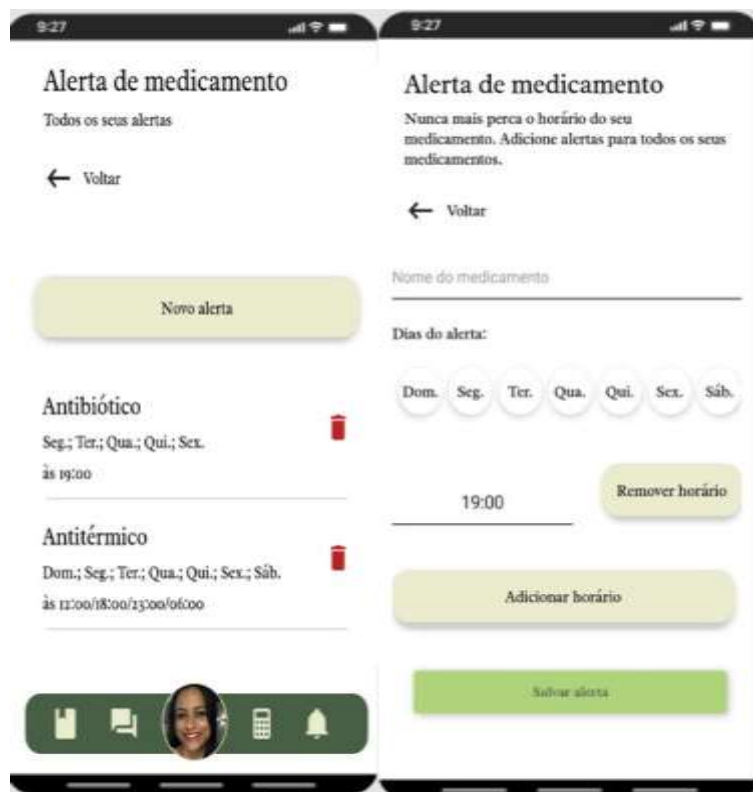 9:27
Alerta de medicamento
Todos os seus alertas
Voltar
Novo alerta
Antibiótico
Seg.; Ter.; Qua.; Qui.; Sex.
às 19:00
Antitérmico
Dom.; Seg.; Ter.; Qua.; Qui.; Sex.; Sáb.
às 12:00/18:00/23:00/06:00
9:27
Alerta de medicamento
Nunca mais perca o horário do seu
medicamento. Adicione alertas para todos os seus
medicamentos.
Voltar
Nome do medicamento
Dias do alerta:
Dom. Seg. Ter. Qua. Qui. Sex. Sáb.
19:00
Remover horário
Adicionar horário
Salvar alerta